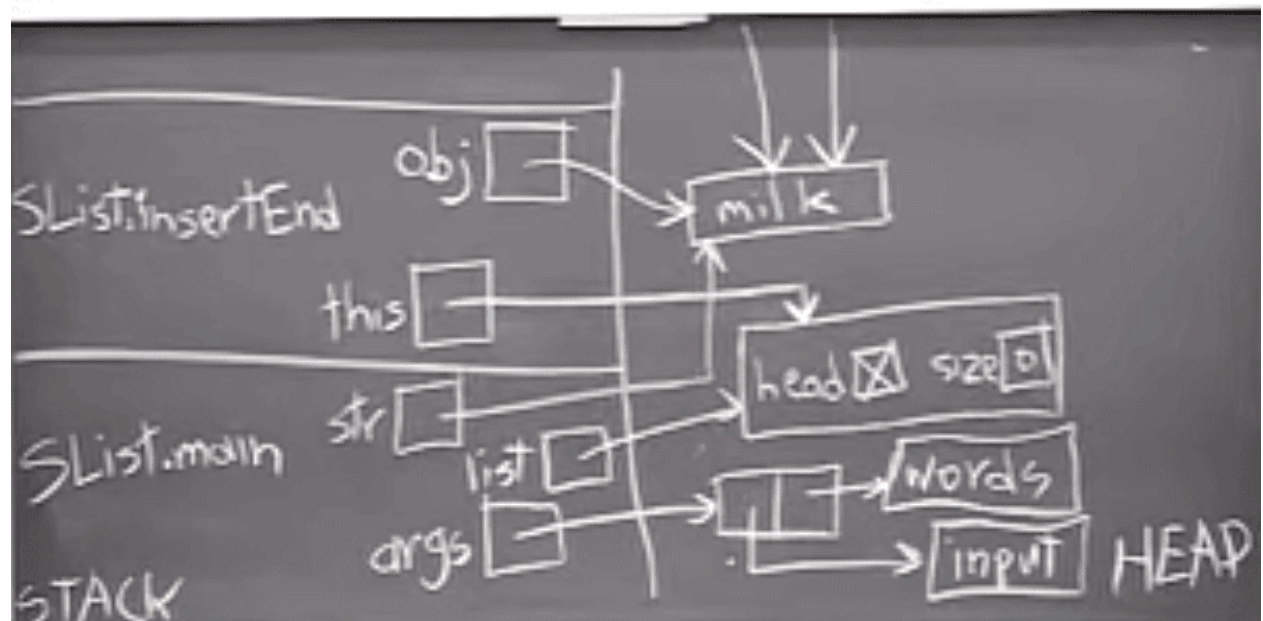 obj
milk
SList.insertEnd
this
head size 0
str
SList.main
list
words
args
input HEAP
STACK